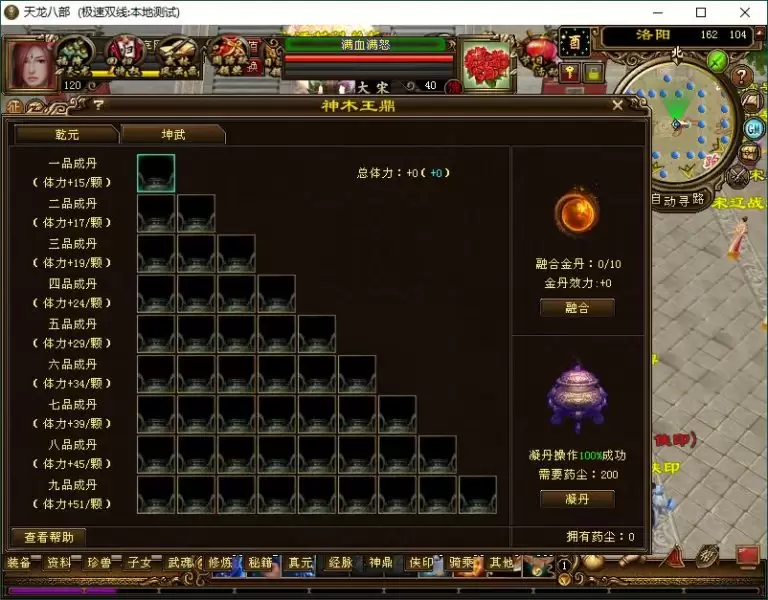 天龙八部 (极速双线:本地测试)
满血满怒
洛阳 162 104
酉
北
120
大宋 40
征
?
神木王鼎
GM
乾元
坤武
自动寻路
一品成丹
(体力+15/颗)
总体力:+0(+0)
二品成丹
(体力+17/颗)
三品成丹
(体力+19/颗)
融合金丹:0/10
四品成丹
金丹效力:+0
(体力+24/颗)
融合
五品成丹
(体力+29/颗)
六品成丹
(体力+34/颗)
七品成丹
(体力+39/颗)
侠印)
八品成丹
凝丹操作100%成功
(体力+45/颗)
侠印
需要药尘:200
九品成丹
(体力+51/颗)
凝丹
查看帮助
拥有药尘:0
装备 资料 珍兽 子女 武魂 修炼 秘籍 真元 经脉 神鼎 侠印 骑乘 其他
1